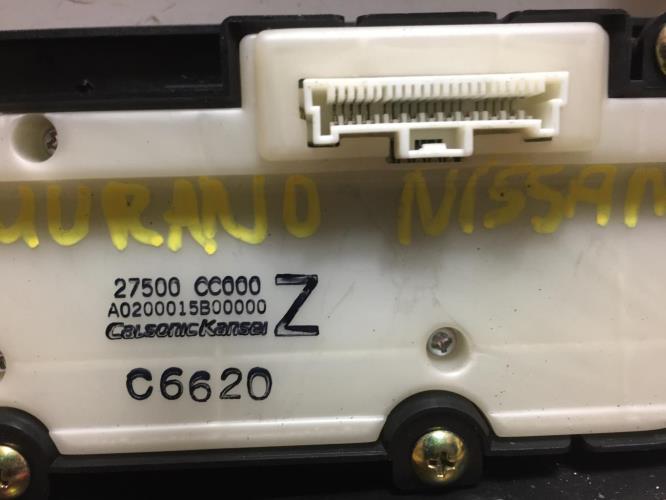 MURANO NISSAN
27500 CC000
A0200015B00000
CalsonicKansei Z
C6620